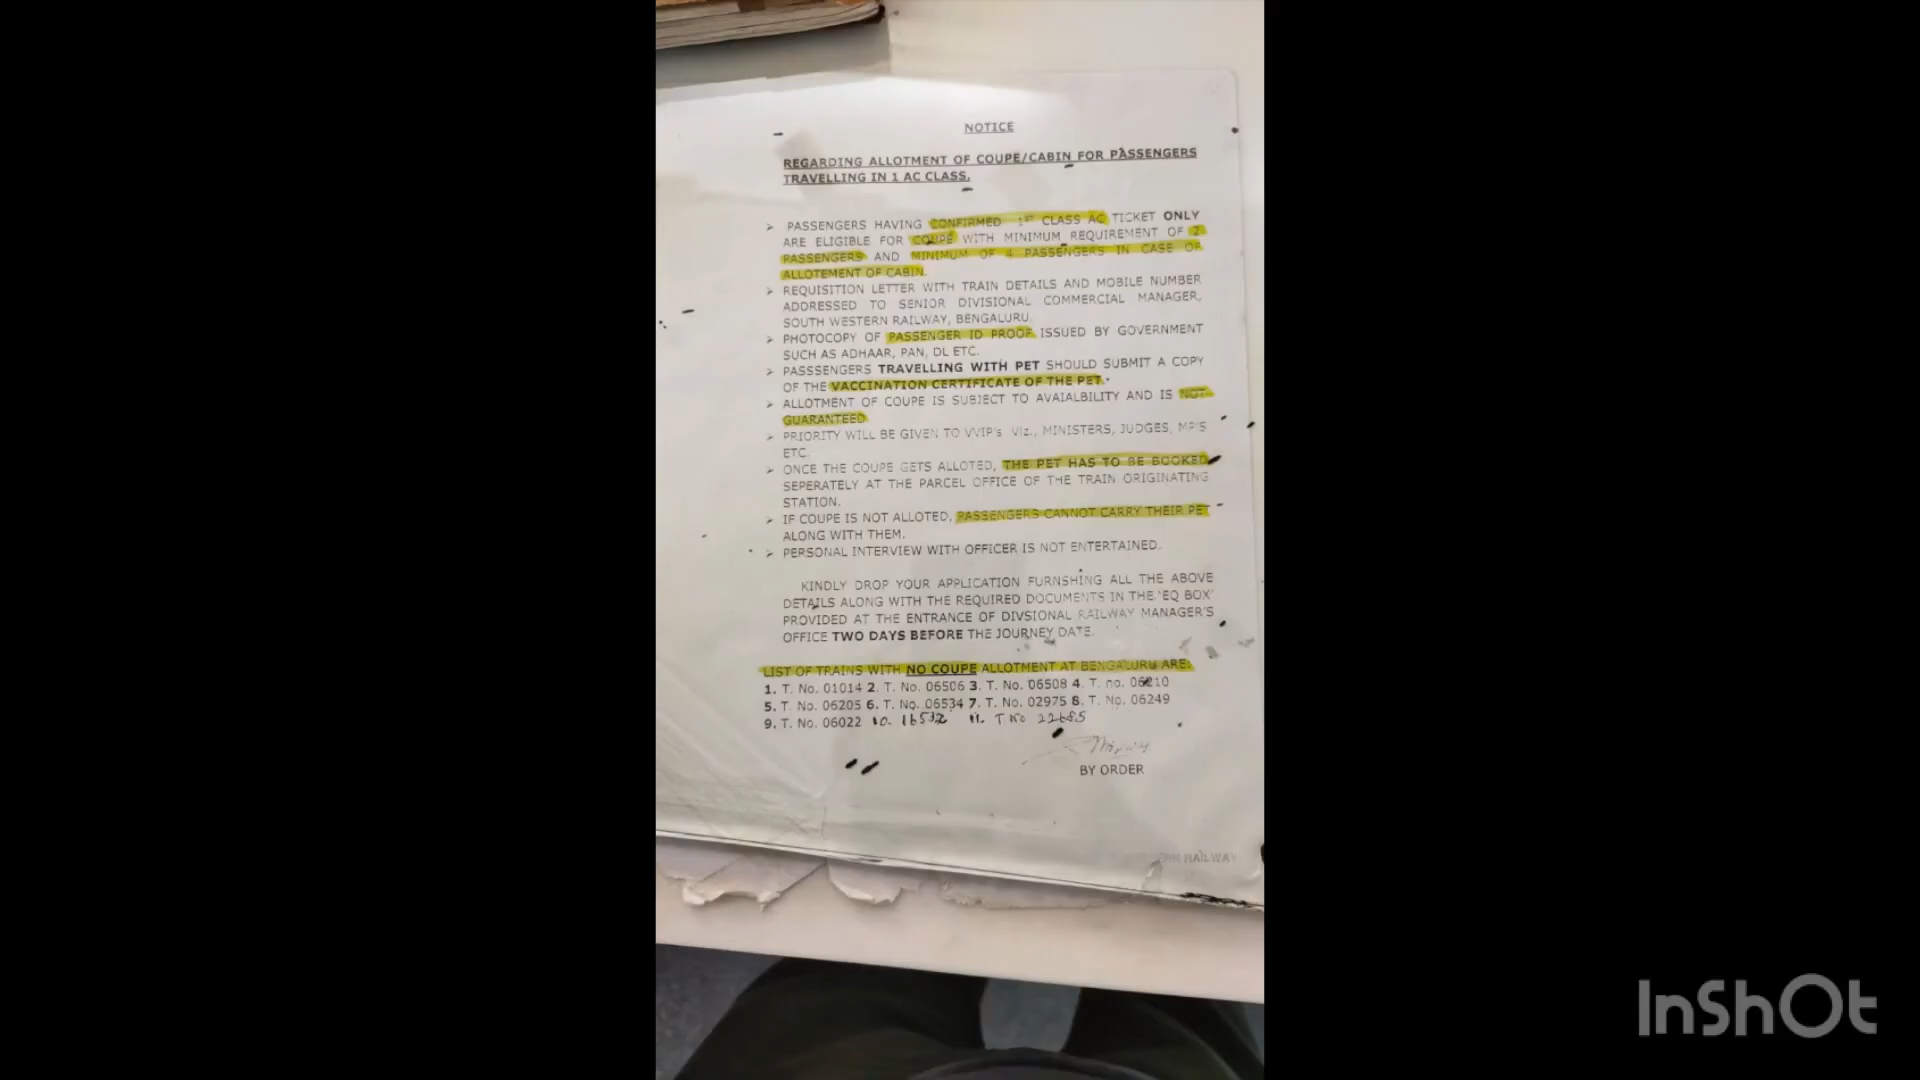 NOTICE
REGARDING ALLOTMENT OF COUPE/CABIN FOR PASSENGERS
TRAVELLING IN 1 AC CLASS.
➢ PASSENGERS HAVING CONFIRMED 1ST CLASS AC TICKET ONLY
ARE ELIGIBLE FOR COUPE WITH MINIMUM REQUIREMENT OF 2
PASSENGERS AND MINIMUM OF 4 PASSENGERS IN CASE OF
ALLOTEMENT OF CABIN.
➢ REQUISITION LETTER WITH TRAIN DETAILS AND MOBILE NUMBER
ADDRESSED TO SENIOR DIVISIONAL COMMERCIAL MANAGER,
SOUTH WESTERN RAILWAY, BENGALURU.
➢ PHOTOCOPY OF PASSENGER ID PROOF ISSUED BY GOVERNMENT
SUCH AS ADHAAR, PAN, DL ETC.
➢ PASSSENGERS TRAVELLING WITH PET SHOULD SUBMIT A COPY
OF THE VACCINATION CERTIFICATE OF THE PET.
➢ ALLOTMENT OF COUPE IS SUBJECT TO AVAIALBILITY AND IS NOT
GUARANTEED
➢ PRIORITY WILL BE GIVEN TO VVIP's Viz., MINISTERS, JUDGES, MP'S
ETC.
➢ ONCE THE COUPE GETS ALLOTED, THE PET HAS TO BE BOOKED
SEPERATELY AT THE PARCEL OFFICE OF THE TRAIN ORIGINATING
STATION.
➢ IF COUPE IS NOT ALLOTED, PASSENGERS CANNOT CARRY THEIR PET
ALONG WITH THEM.
➢ PERSONAL INTERVIEW WITH OFFICER IS NOT ENTERTAINED.
KINDLY DROP YOUR APPLICATION FURNSHING ALL THE ABOVE
DETAILS ALONG WITH THE REQUIRED DOCUMENTS IN THE 'EQ BOX'
PROVIDED AT THE ENTRANCE OF DIVSIONAL RAILWAY MANAGER'S
OFFICE TWO DAYS BEFORE THE JOURNEY DATE.
LIST OF TRAINS WITH NO COUPE ALLOTMENT AT BENGALURU ARE:
1. T. No. 01014 2. T. No. 06506 3. T. No. 06508 4. T. no. 06210
5. T. No. 06205 6. T. No. 06534 7. T. No. 02975 8. T. No. 06249
9. T. No. 06022 10. 16532 11. T No 22685
BY ORDER
RAILWAY
InShOt